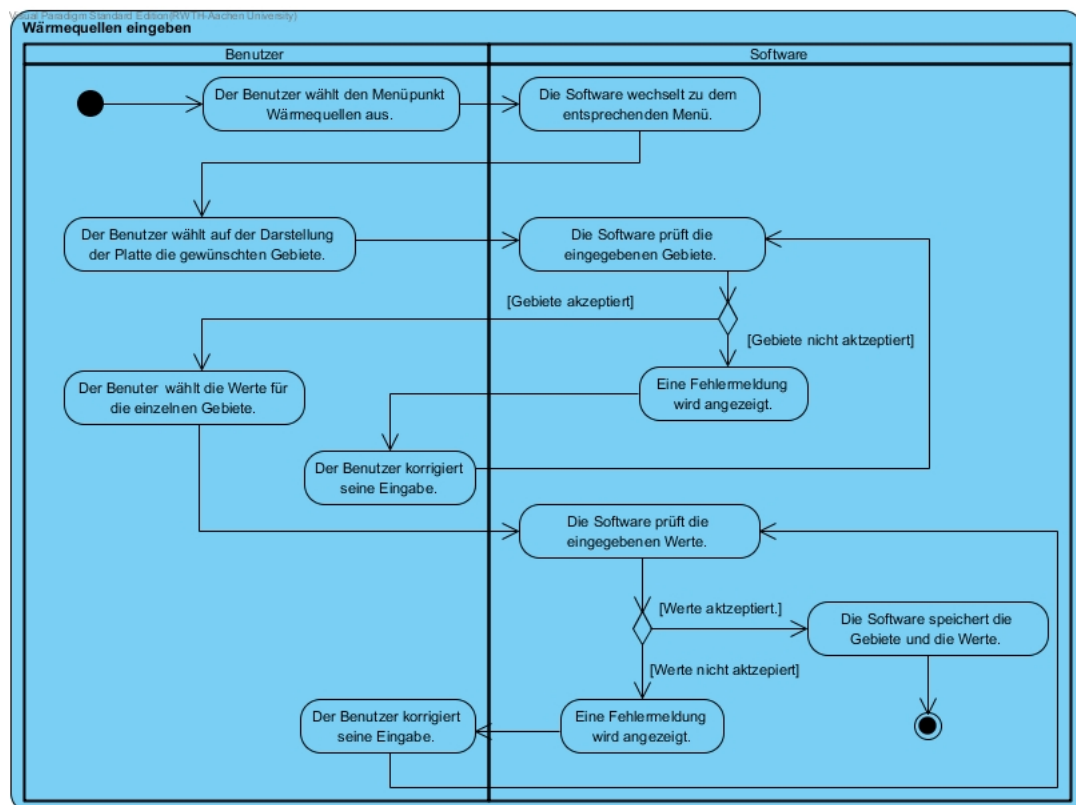 Visual Paradigm Standard Edition(RWTH-Aachen University)
Wärmequellen eingeben
Benutzer
Software
Der Benutzer wählt den Menüpunkt
Wärmequellen aus.
Die Software wechselt zu dem
entsprechenden Menü.
Der Benutzer wählt auf der Darstellung
der Platte die gewünschten Gebiete.
Die Software prüft die
eingegebenen Gebiete.
[Gebiete akzeptiert]
[Gebiete nicht aktzeptiert]
Der Benuter wählt die Werte für
die einzelnen Gebiete.
Eine Fehlermeldung
wird angezeigt.
Der Benutzer korrigiert
seine Eingabe.
Die Software prüft die
eingegebenen Werte.
[Werte aktzeptiert.]
Die Software speichert die
Gebiete und die Werte.
[Werte nicht aktzepiert]
Der Benutzer korrigiert
seine Eingabe.
Eine Fehlermeldung
wird angezeigt.